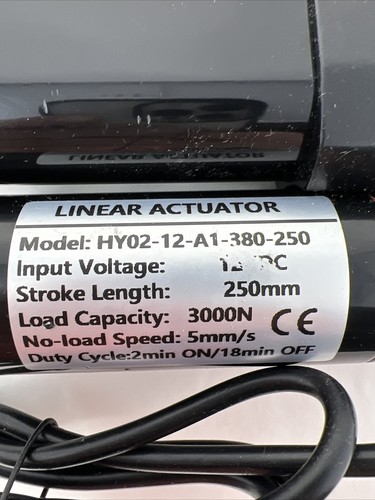 LINEAR ACTUATOR
Model: HY02-12-A1-380-250
Input Voltage:
Stroke Length: 250mm
Load Capacity: 3000N
CE
No-load Speed: 5mm/s
Duty Cycle:2min ON/18min OFF